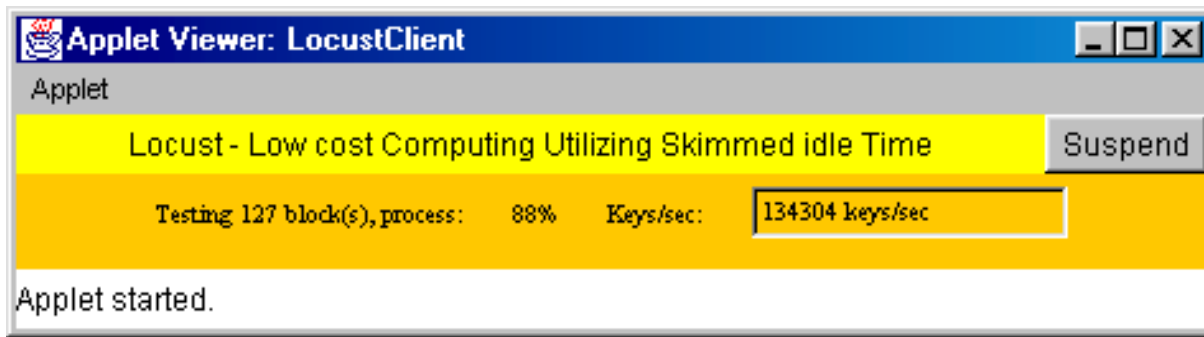 Applet Viewer: LocustClient
Applet
Locust - Low cost Computing Utilizing Skimmed idle Time Suspend
Testing 127 block(s), process: 88% Keys/sec: 134304 keys/sec
Applet started.